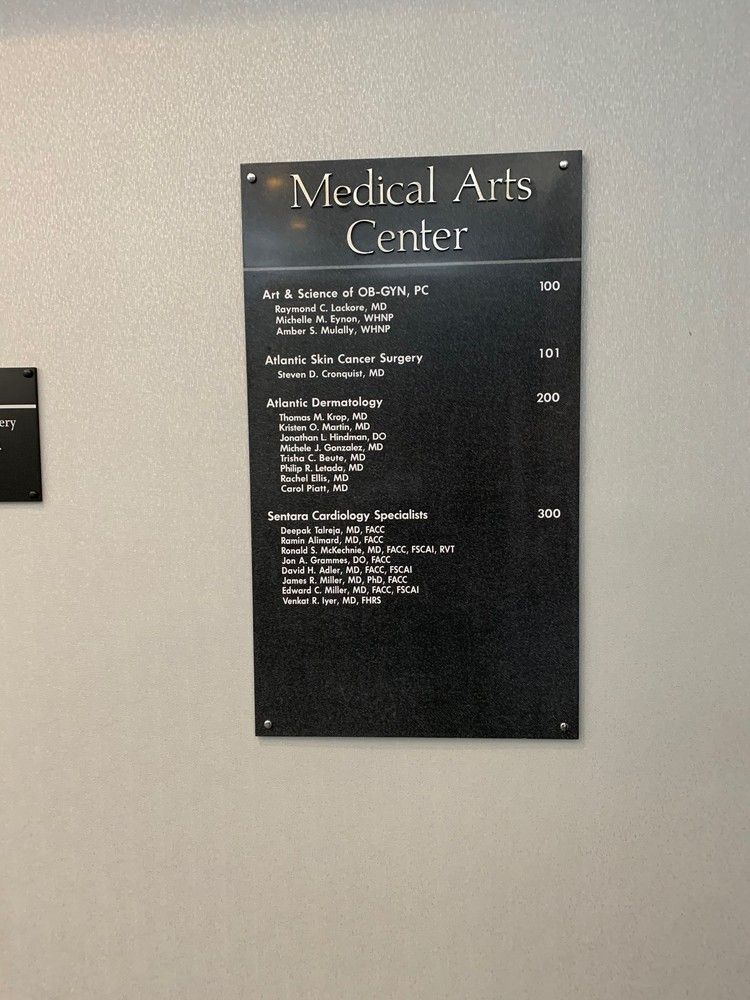 Medical Arts
Center
Art & Science of OB-GYN, PC 100
Raymond C. Lackore, MD
Michelle M. Eynon, WHNP
Amber S. Mulally, WHNP
Atlantic Skin Cancer Surgery 101
Steven D. Cronquist, MD
Atlantic Dermatology 200
Thomas M. Krop, MD
Kristen O. Martin, MD
Jonathan L. Hindman, DO
Michele J. Gonzalez, MD
Trisha C. Beute, MD
Philip R. Letada, MD
Rachel Ellis, MD
Carol Piatt, MD
Sentara Cardiology Specialists 300
Deepak Talreja, MD, FACC
Ramin Alimard, MD, FACC
Ronald S. McKechnie, MD, FACC, FSCAI, RVT
Jon A. Grammes, DO, FACC
David H. Adler, MD, FACC, FSCAI
James R. Miller, MD, PhD, FACC
Edward C. Miller, MD, FACC, FSCAI
Venkat R. Iyer, MD, FHRS
ery